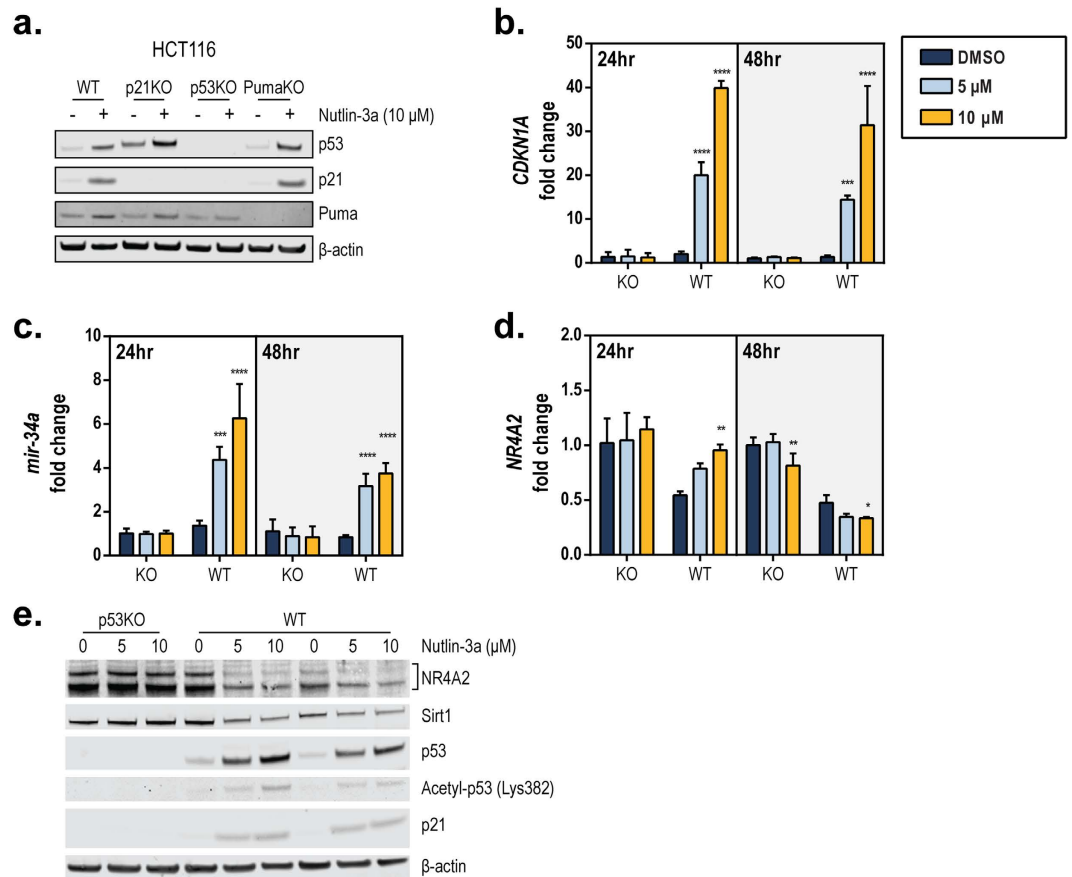 a.
HCT116
WT p21KO p53KO PumaKO
- + - + - + - + Nutlin-3a (10 µM)
p53
p21
Puma
β-actin
b.
24hr 48hr
CDKN1A
fold change
50
40
30
20
10
0
**** **** *** ****
KO WT KO WT
DMSO
5 µM
10 µM
c.
24hr 48hr
mir-34a
fold change
10
8
6
4
2
0
*** **** **** ****
KO WT KO WT
d.
24hr 48hr
NR4A2
fold change
2.0
1.5
1.0
0.5
0.0
** ** *
KO WT KO WT
e.
p53KO WT
0 5 10 0 5 10 0 5 10 Nutlin-3a (µM)
NR4A2
Sirt1
p53
Acetyl-p53 (Lys382)
p21
β-actin